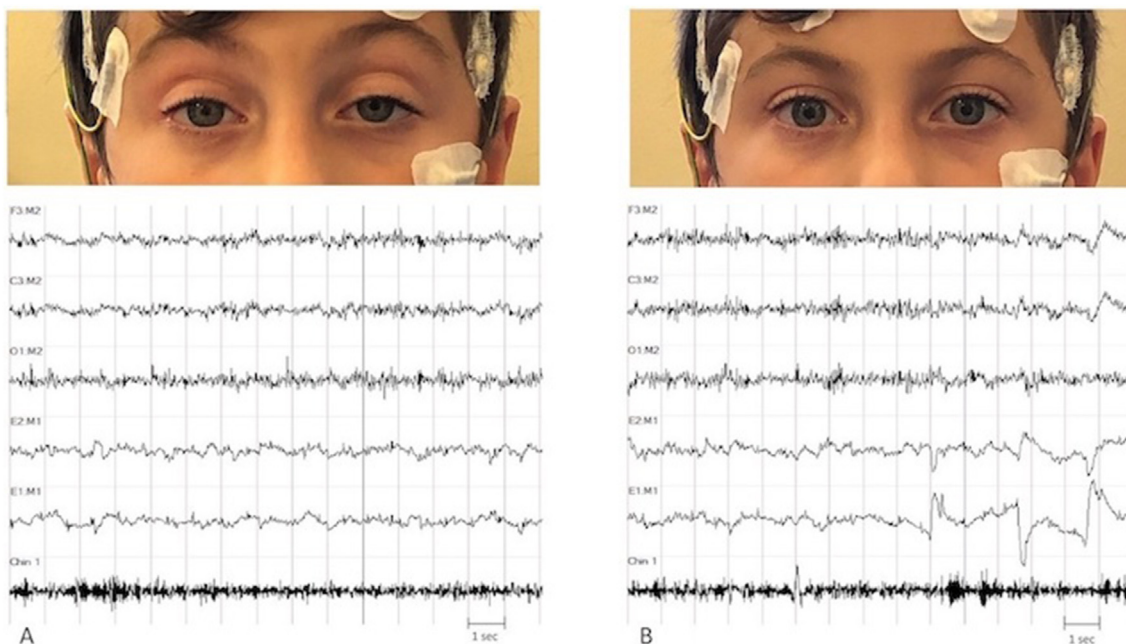 F3:M2
C3:M2
O1:M2
E2:M1
E1:M1
Chin 1
1 sec
A
F3:M2
C3:M2
O1:M2
E2:M1
E1:M1
Chin 1
1 sec
B